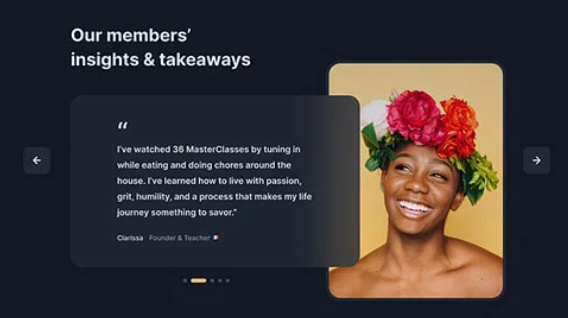 Our members’
insights & takeaways
“
I’ve watched 36 MasterClasses by tuning in
while eating and doing chores around the
house. I’ve learned how to live with passion,
grit, humility, and a process that makes my life
journey something to savor.”
Clarissa · Founder & Teacher